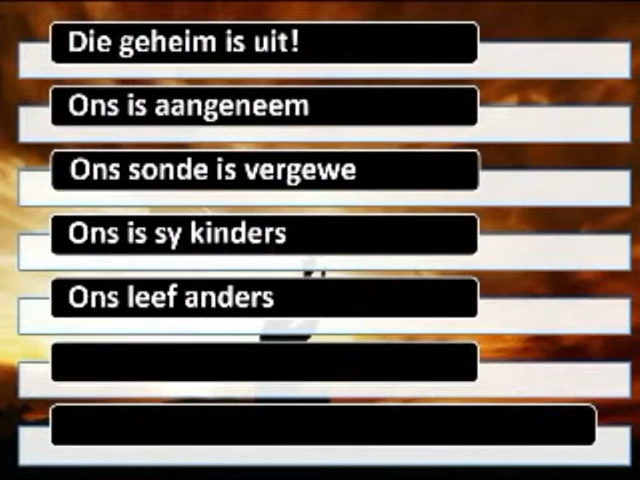 Die geheim is uit!
Ons is aangeneem
Ons sonde is vergewe
Ons is sy kinders
Ons leef anders